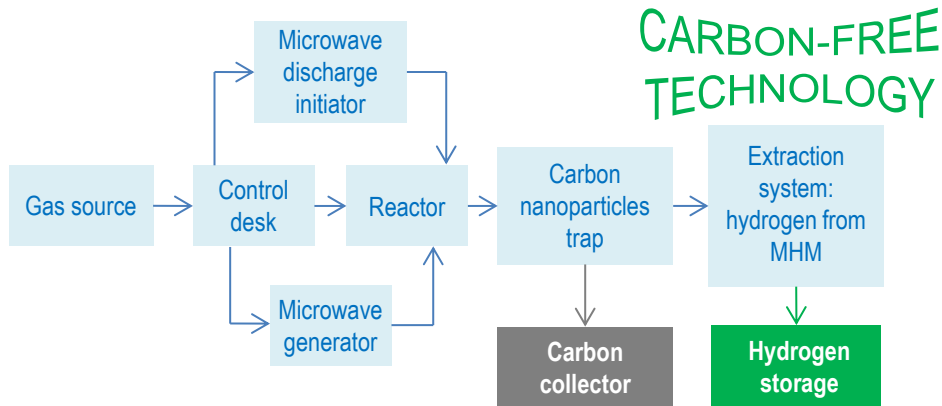 CARBON-FREE
TECHNOLOGY
Microwave
discharge
initiator
Gas source
Control
desk
Reactor
Carbon
nanoparticles
trap
Extraction
system:
hydrogen from
MHM
Microwave
generator
Carbon
collector
Hydrogen
storage